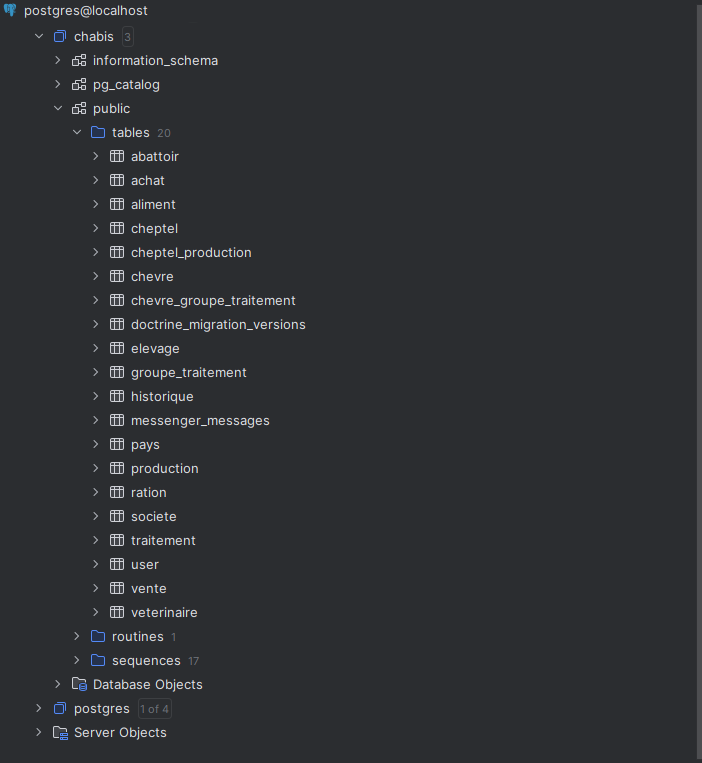 postgres@localhost
chabis 3
information_schema
pg_catalog
public
tables 20
abattoir
achat
aliment
cheptel
cheptel_production
chevre
chevre_groupe_traitement
doctrine_migration_versions
elevage
groupe_traitement
historique
messenger_messages
pays
production
ration
societe
traitement
user
vente
veterinaire
routines 1
sequences 17
Database Objects
postgres 1 of 4
Server Objects